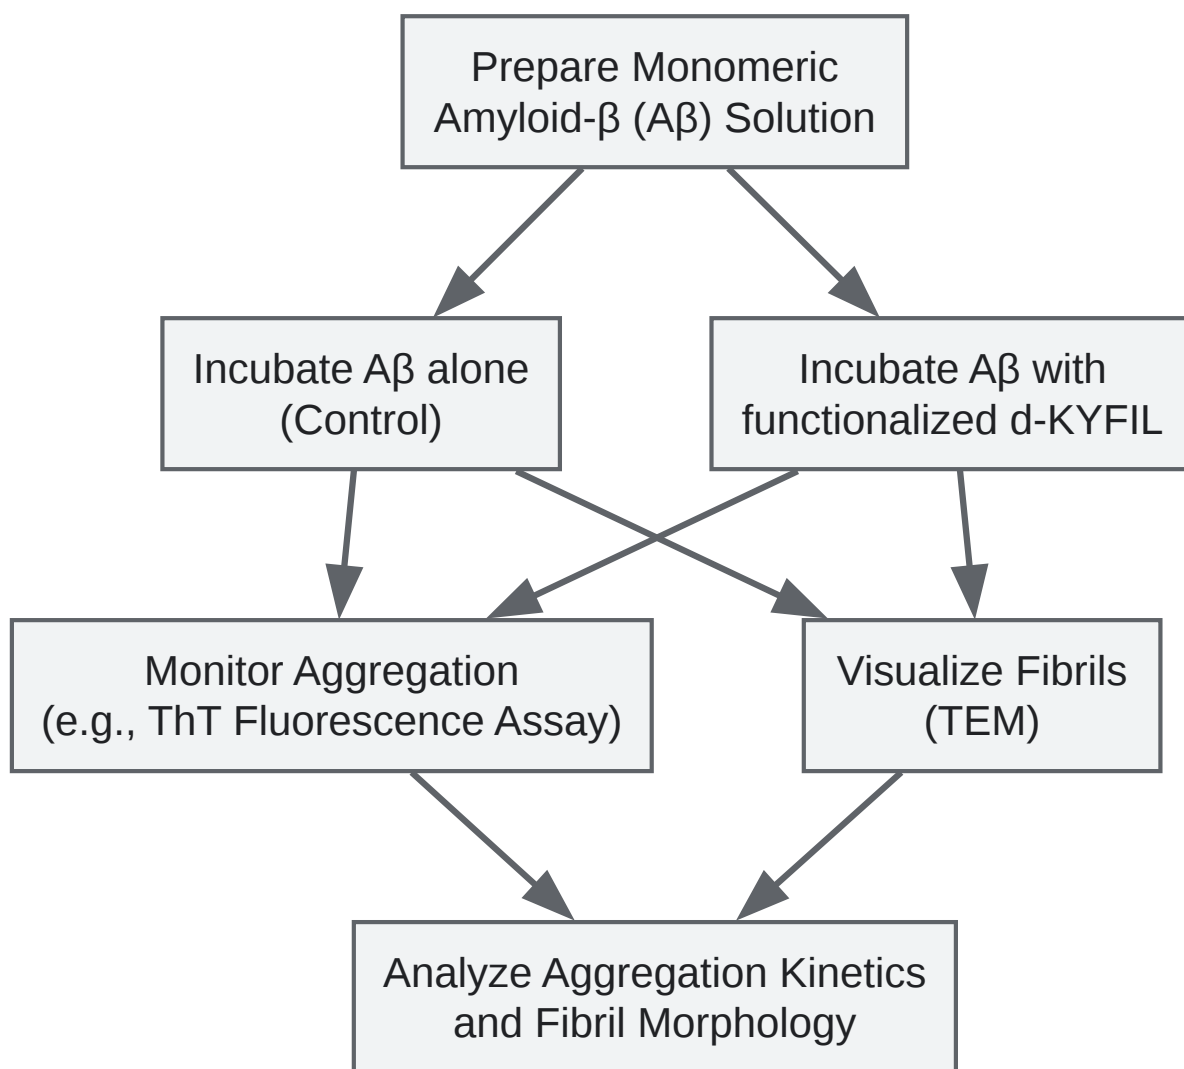 Prepare Monomeric
Amyloid-β (Aβ) Solution
Incubate Aβ alone
(Control)
Incubate Aβ with
functionalized d-KYFIL
Monitor Aggregation
(e.g., ThT Fluorescence Assay)
Visualize Fibrils
(TEM)
Analyze Aggregation Kinetics
and Fibril Morphology